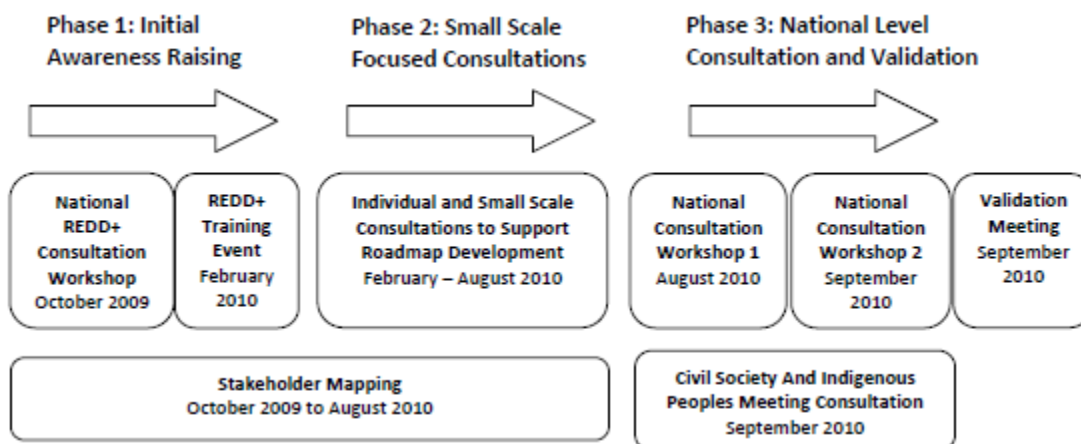 Phase 1: Initial
Awareness Raising
Phase 2: Small Scale
Focused Consultations
Phase 3: National Level
Consultation and Validation
National
REDD+
Consultation
Workshop
October 2009
REDD+
Training
Event
February
2010
Individual and Small Scale
Consultations to Support
Roadmap Development
February – August 2010
National
Consultation
Workshop 1
August 2010
National
Consultation
Workshop 2
September
2010
Validation
Meeting
September
2010
Stakeholder Mapping
October 2009 to August 2010
Civil Society And Indigenous
Peoples Meeting Consultation
September 2010